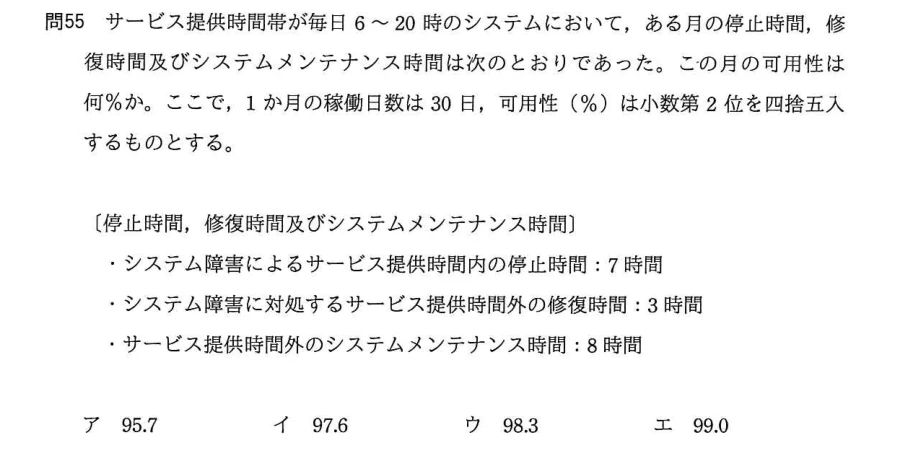 問55 サービス提供時間帯が毎日 6 ～ 20 時のシステムにおいて，ある月の停止時間，修
復時間及びシステムメンテナンス時間は次のとおりであった。この月の可用性は
何％か。ここで，1 か月の稼働日数は 30 日，可用性（％）は小数第 2 位を四捨五入
するものとする。
〔停止時間，修復時間及びシステムメンテナンス時間〕
・システム障害によるサービス提供時間内の停止時間：7 時間
・システム障害に対処するサービス提供時間外の修復時間：3 時間
・サービス提供時間外のシステムメンテナンス時間：8 時間
ア 95.7 イ 97.6 ウ 98.3 エ 99.0